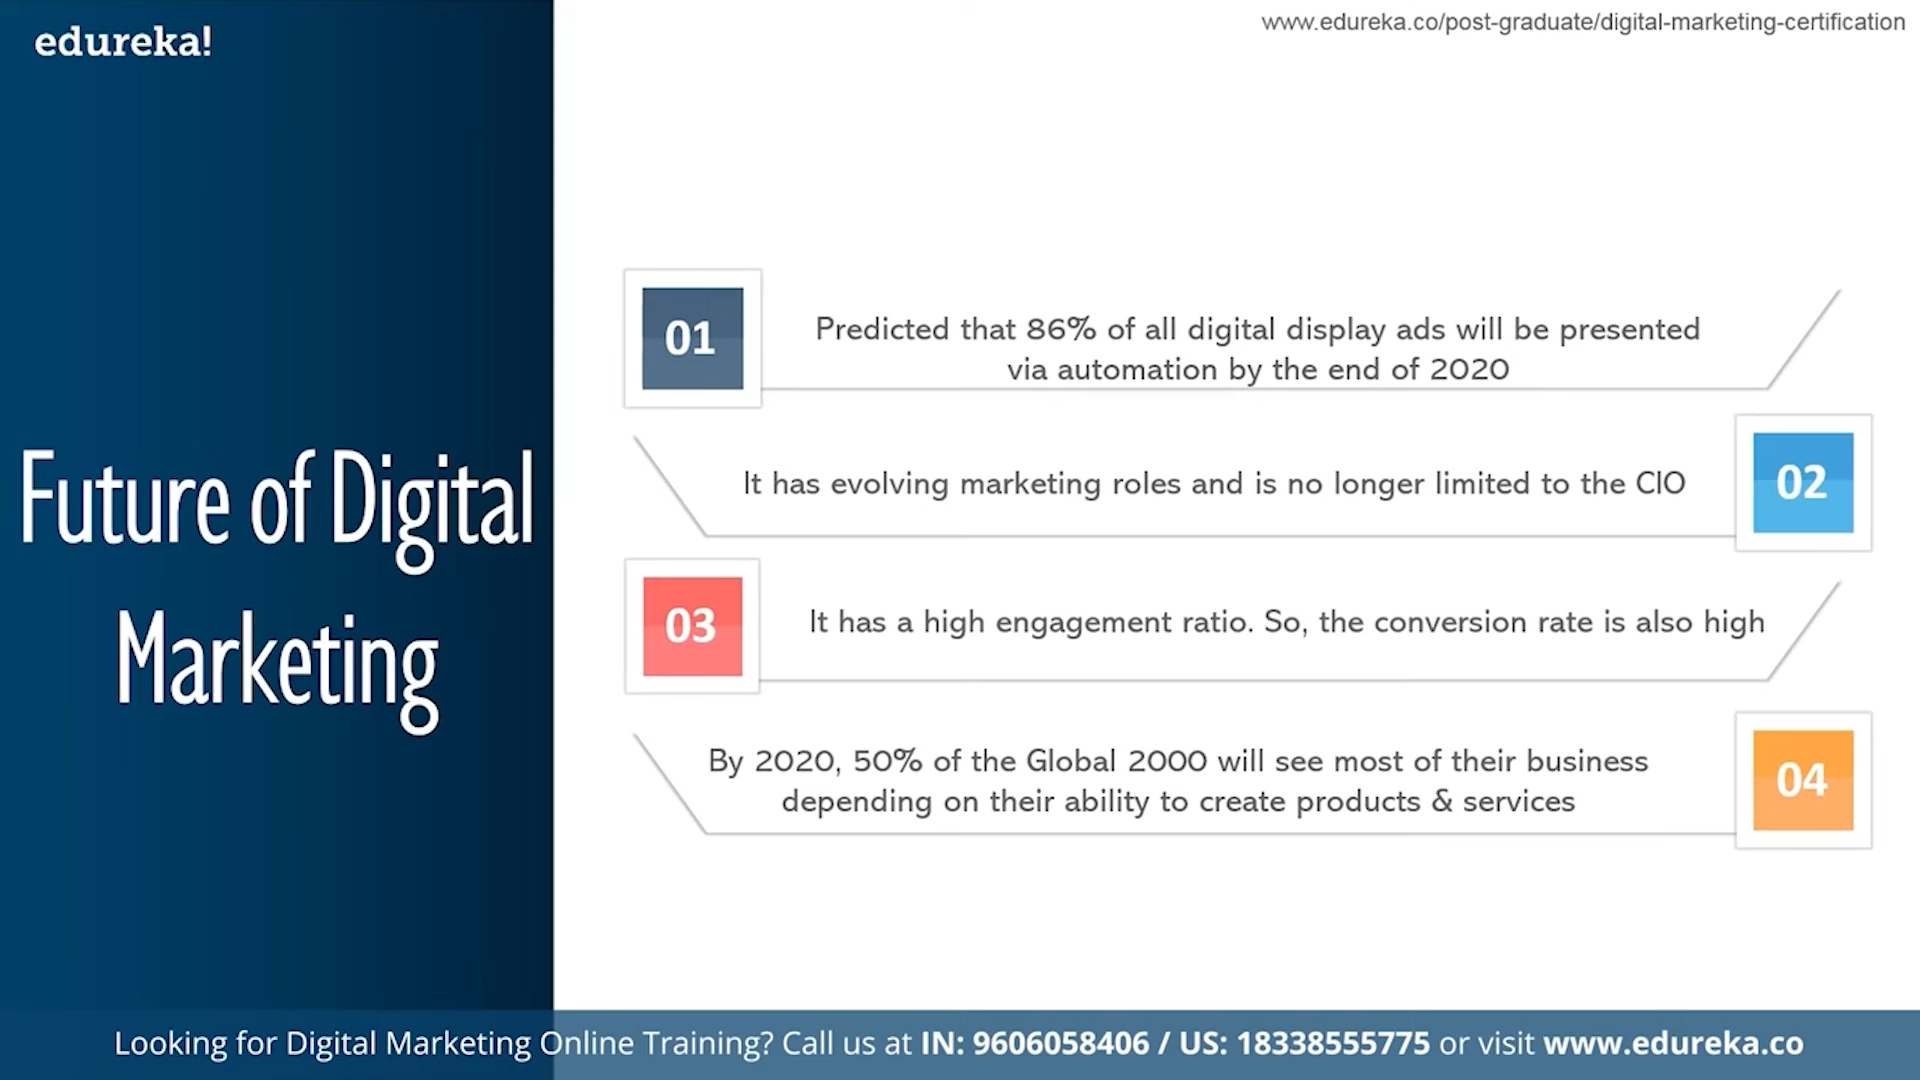 edureka!
www.edureka.co/post-graduate/digital-marketing-certification
Future of Digital
Marketing
01
Predicted that 86% of all digital display ads will be presented
via automation by the end of 2020
It has evolving marketing roles and is no longer limited to the CIO
02
03
It has a high engagement ratio. So, the conversion rate is also high
By 2020, 50% of the Global 2000 will see most of their business
depending on their ability to create products & services
04
Looking for Digital Marketing Online Training? Call us at IN: 9606058406 / US: 18338555775 or visit www.edureka.co